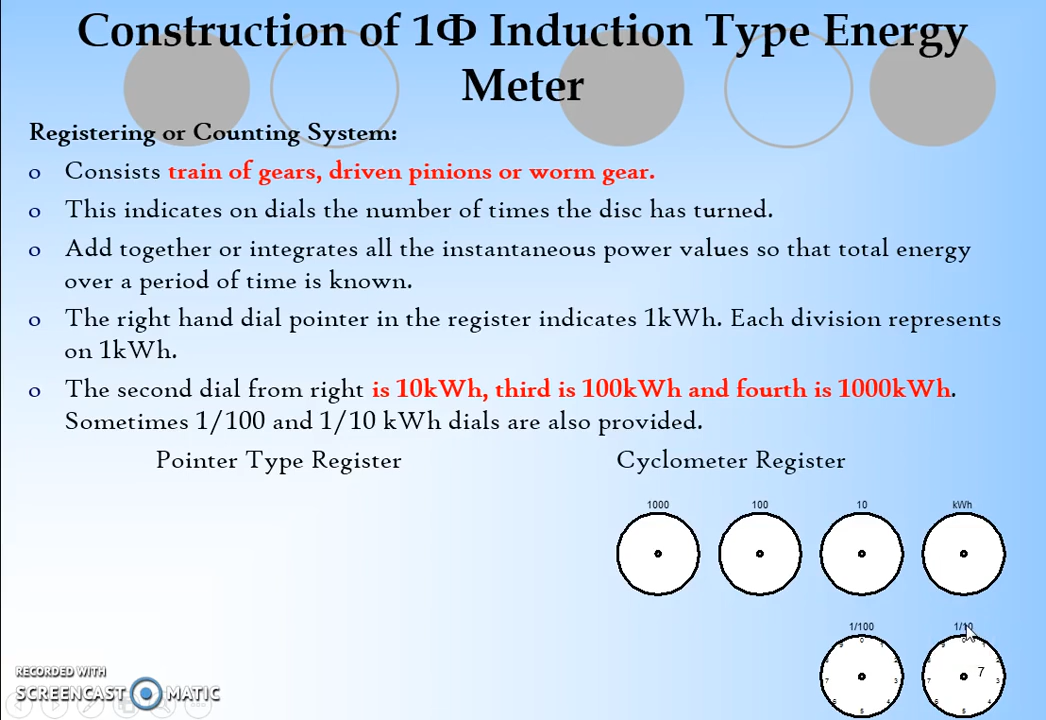 Construction of 1Φ Induction Type Energy
Meter
Registering or Counting System:
o Consists train of gears, driven pinions or worm gear.
o This indicates on dials the number of times the disc has turned.
o Add together or integrates all the instantaneous power values so that total energy
over a period of time is known.
o The right hand dial pointer in the register indicates 1kWh. Each division represents
on 1kWh.
o The second dial from right is 10kWh, third is 100kWh and fourth is 1000kWh.
Sometimes 1/100 and 1/10 kWh dials are also provided.
Pointer Type Register Cyclometer Register
1000 100 10 kWh
1/100 1/10
7
RECORDED WITH
SCREENCAST MATIC